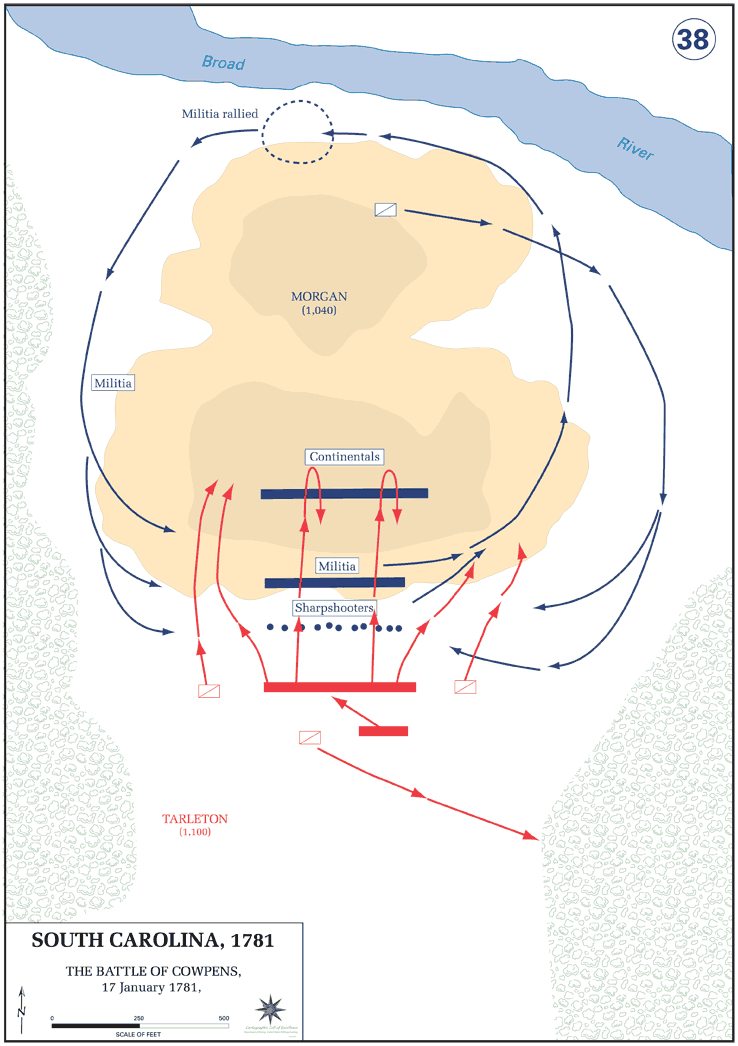 38
Broad
River
Militia rallied
MORGAN
(1,040)
Militia
Continentals
Militia
Sharpshooters
TARLETON
(1,100)
SOUTH CAROLINA, 1781
THE BATTLE OF COWPENS,
17 January 1781,
N
0 250 500
SCALE OF FEET